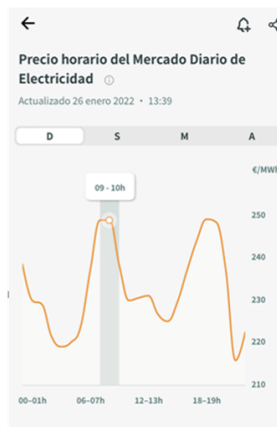 Precio horario del Mercado Diario de
Electricidad
Actualizado 26 enero 2022 • 13:39
D S M A
€/MWh
09 - 10h
250
240
230
220
210
00-01h 06-07h 12-13h 18-19h